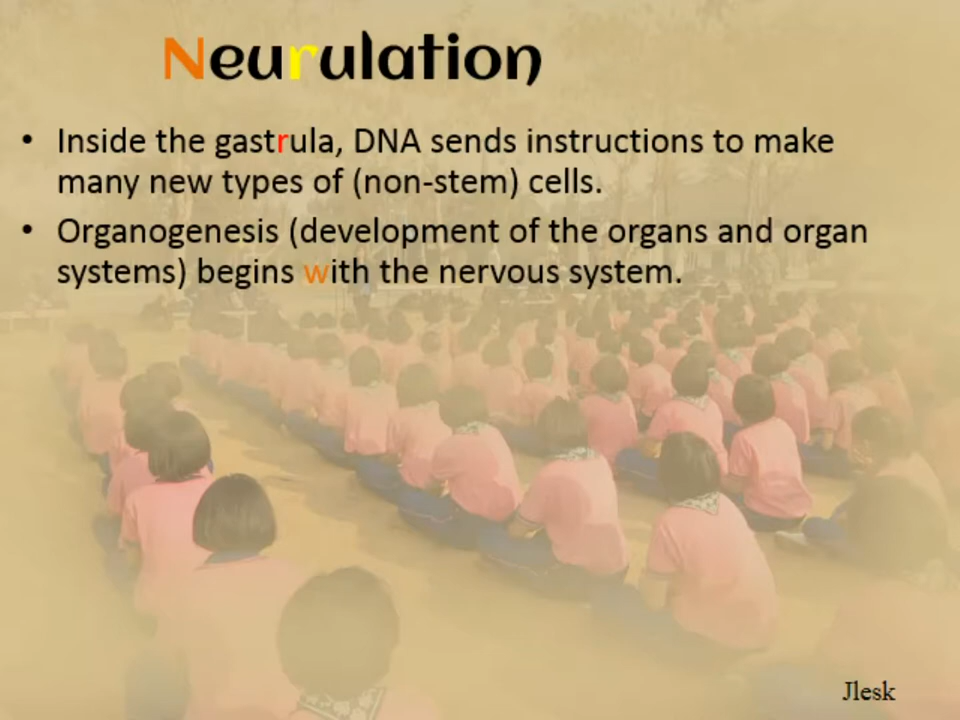 Neurulation
• Inside the gastrula, DNA sends instructions to make
many new types of (non-stem) cells.
• Organogenesis (development of the organs and organ
systems) begins with the nervous system.
Jlesk